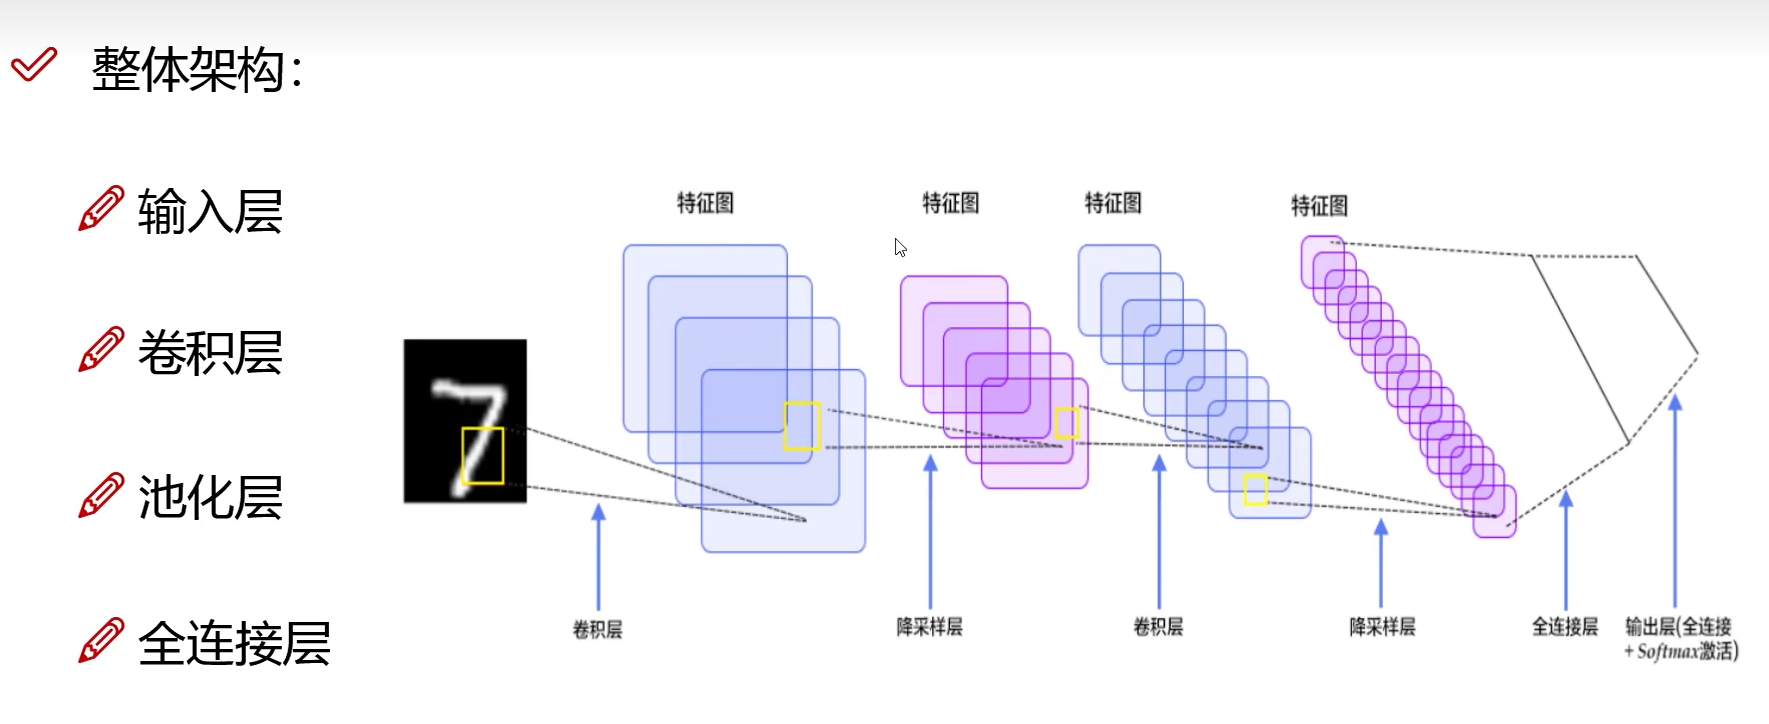 整体架构：
输入层
卷积层
池化层
全连接层
特征图
特征图
特征图
特征图
7
卷积层
降采样层
卷积层
降采样层
全连接层
输出层(全连接
+ Softmax激活)